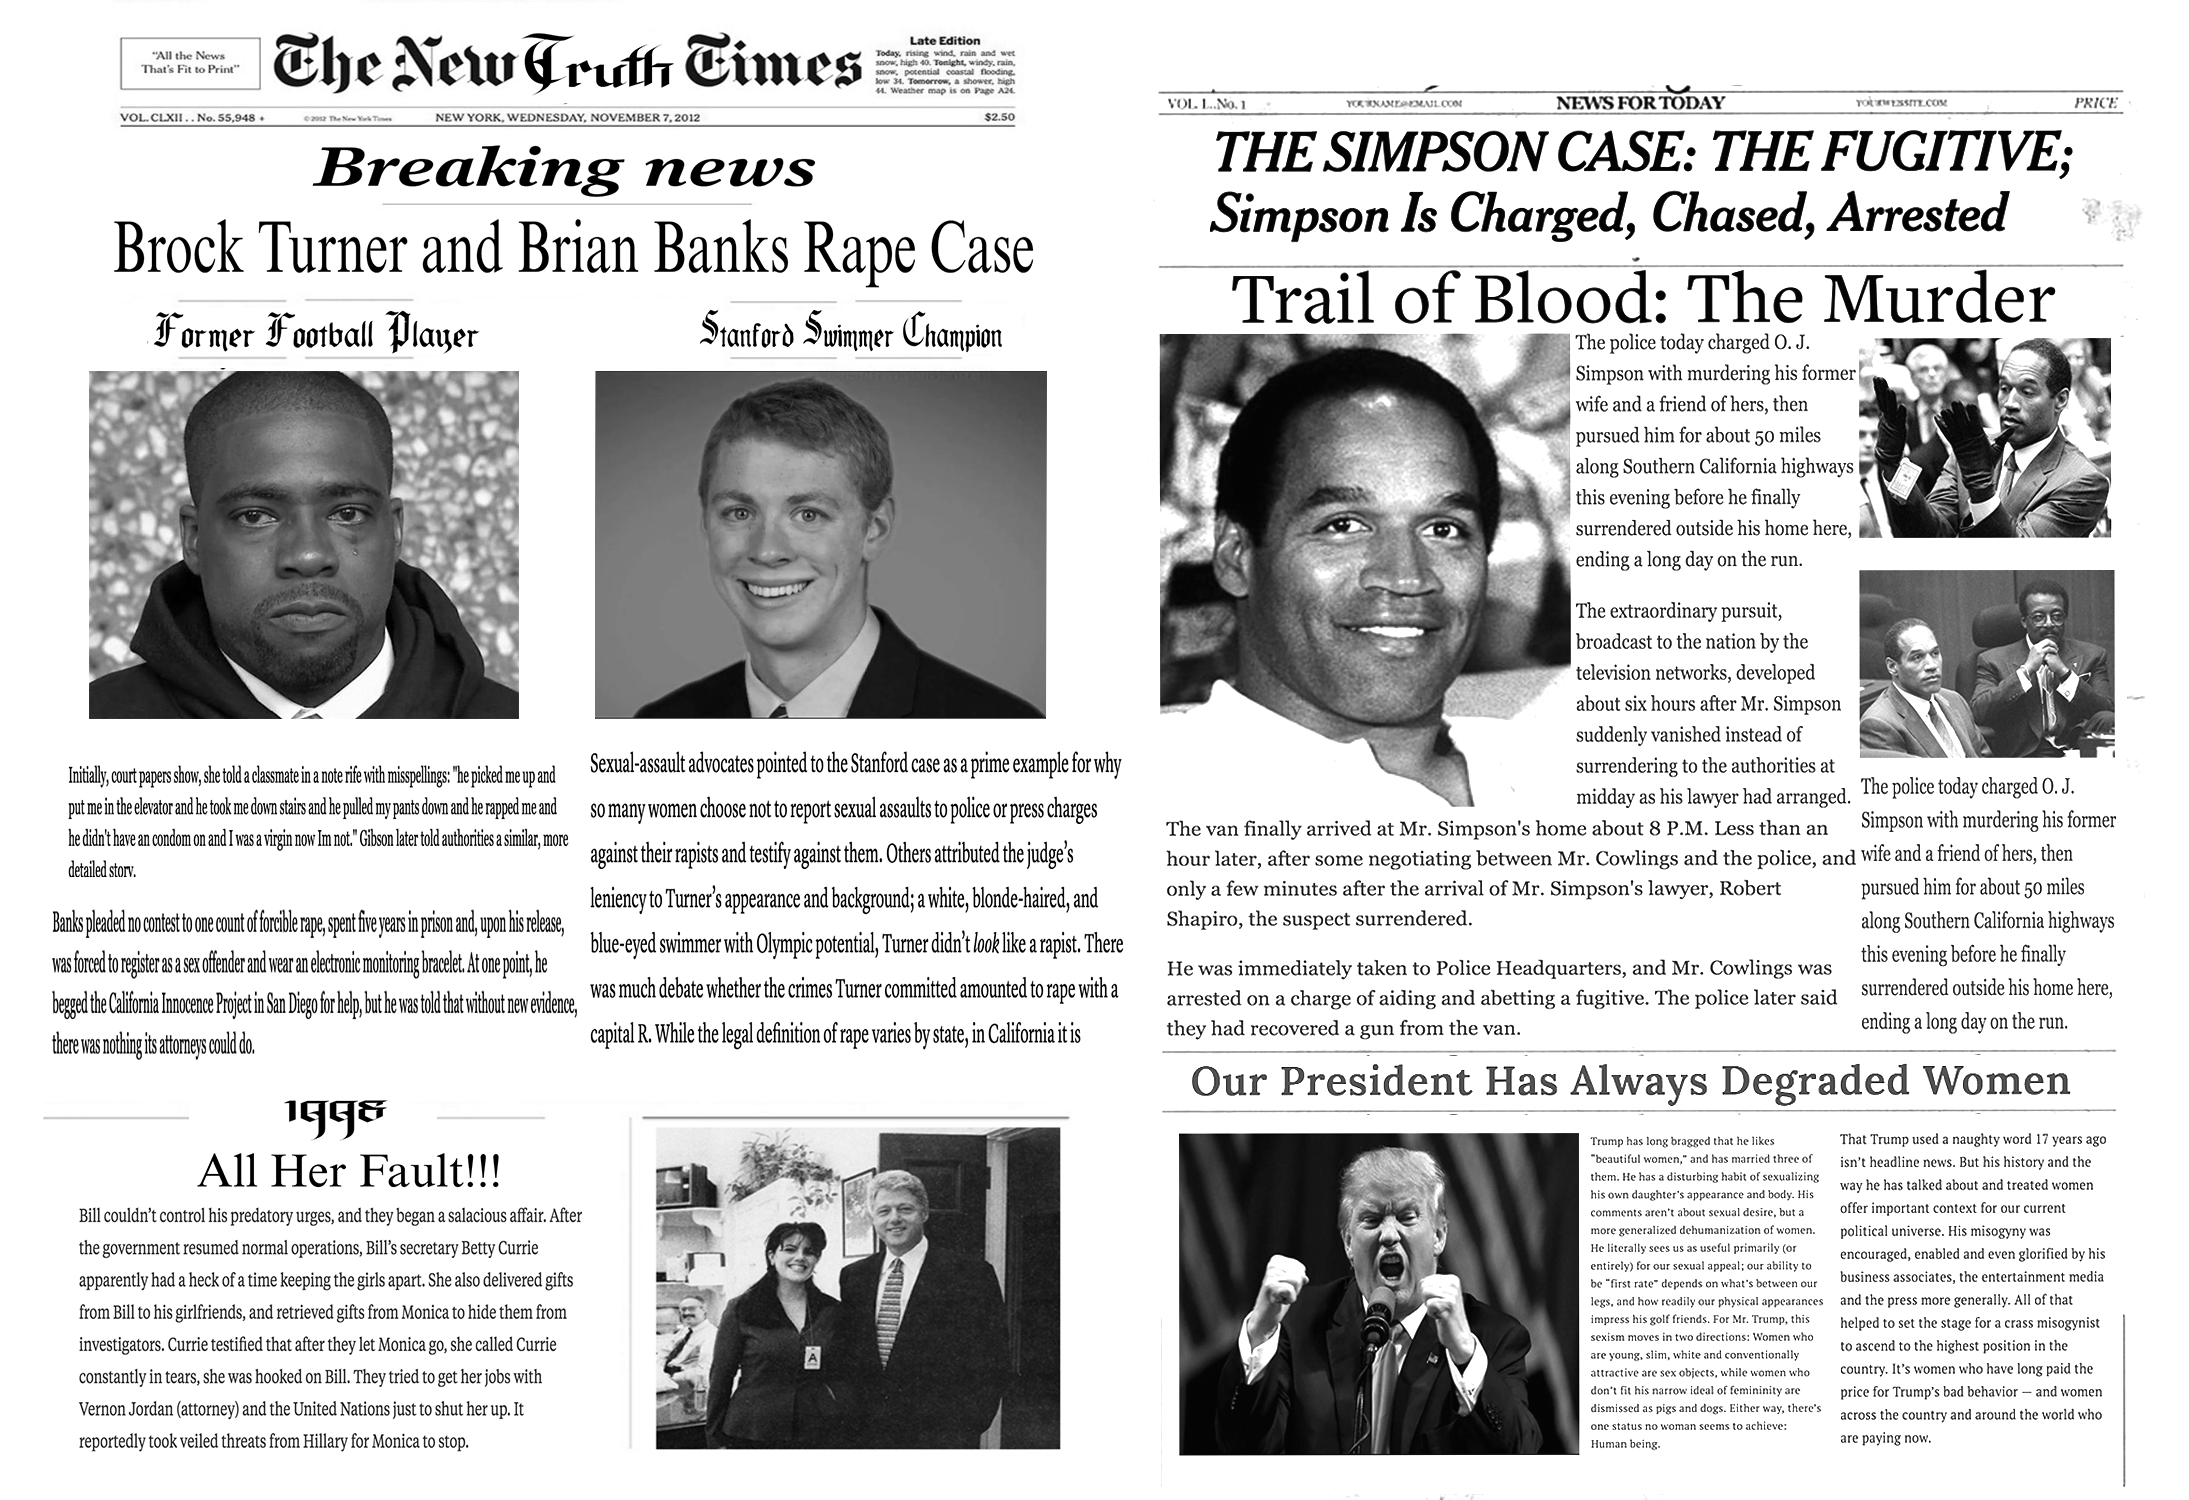 "All the News
That's Fit to Print"
The New Truth Times
Late Edition
Today, rising wind, rain and wet
snow, high 40. Tonight, windy, rain,
snow, potential coastal flooding,
low 34. Tomorrow, a shower, high
44. Weather map is on Page A24.
VOL. CLXII . . No. 55,948 +
© 2012 The New York Times
NEW YORK, WEDNESDAY, NOVEMBER 7, 2012
$2.50
Breaking news
Brock Turner and Brian Banks Rape Case
Former Football Player
Stanford Swimmer Champion
Initially, court papers show, she told a classmate in a note rife with misspellings: "he picked me up and
put me in the elevator and he took me down stairs and he pulled my pants down and he rapped me and
he didn't have an condom on and I was a virgin now Im not." Gibson later told authorities a similar, more
detailed story.
Banks pleaded no contest to one count of forcible rape, spent five years in prison and, upon his release,
was forced to register as a sex offender and wear an electronic monitoring bracelet. At one point, he
begged the California Innocence Project in San Diego for help, but he was told that without new evidence,
there was nothing its attorneys could do.
Sexual-assault advocates pointed to the Stanford case as a prime example for why
so many women choose not to report sexual assaults to police or press charges
against their rapists and testify against them. Others attributed the judge's
leniency to Turner's appearance and background; a white, blonde-haired, and
blue-eyed swimmer with Olympic potential, Turner didn't look like a rapist. There
was much debate whether the crimes Turner committed amounted to rape with a
capital R. While the legal definition of rape varies by state, in California it is
1998
All Her Fault!!!
Bill couldn't control his predatory urges, and they began a salacious affair. After
the government resumed normal operations, Bill's secretary Betty Currie
apparently had a heck of a time keeping the girls apart. She also delivered gifts
from Bill to his girlfriends, and retrieved gifts from Monica to hide them from
investigators. Currie testified that after they let Monica go, she called Currie
constantly in tears, she was hooked on Bill. They tried to get her jobs with
Vernon Jordan (attorney) and the United Nations just to shut her up. It
reportedly took veiled threats from Hillary for Monica to stop.
A
VOL 1...No. 1
YOURNAME@EMAIL.COM
NEWS FOR TODAY
YOURWEBSITE.COM
PRICE
THE SIMPSON CASE: THE FUGITIVE;
Simpson Is Charged, Chased, Arrested
Trail of Blood: The Murder
The police today charged O. J.
Simpson with murdering his former
wife and a friend of hers, then
pursued him for about 50 miles
along Southern California highways
this evening before he finally
surrendered outside his home here,
ending a long day on the run.
The extraordinary pursuit,
broadcast to the nation by the
television networks, developed
about six hours after Mr. Simpson
suddenly vanished instead of
surrendering to the authorities at
midday as his lawyer had arranged.
The van finally arrived at Mr. Simpson's home about 8 P.M. Less than an
hour later, after some negotiating between Mr. Cowlings and the police, and
only a few minutes after the arrival of Mr. Simpson's lawyer, Robert
Shapiro, the suspect surrendered.
He was immediately taken to Police Headquarters, and Mr. Cowlings was
arrested on a charge of aiding and abetting a fugitive. The police later said
they had recovered a gun from the van.
The police today charged O. J.
Simpson with murdering his former
wife and a friend of hers, then
pursued him for about 50 miles
along Southern California highways
this evening before he finally
surrendered outside his home here,
ending a long day on the run.
Our President Has Always Degraded Women
Trump has long bragged that he likes
"beautiful women," and has married three of
them. He has a disturbing habit of sexualizing
his own daughter's appearance and body. His
comments aren't about sexual desire, but a
more generalized dehumanization of women.
He literally sees us as useful primarily (or
entirely) for our sexual appeal; our ability to
be "first rate" depends on what's between our
legs, and how readily our physical appearances
impress his golf friends. For Mr. Trump, this
sexism moves in two directions: Women who
are young, slim, white and conventionally
attractive are sex objects, while women who
don't fit his narrow ideal of femininity are
dismissed as pigs and dogs. Either way, there's
one status no woman seems to achieve:
Human being.
That Trump used a naughty word 17 years ago
isn't headline news. But his history and the
way he has talked about and treated women
offer important context for our current
political universe. His misogyny was
encouraged, enabled and even glorified by his
business associates, the entertainment media
and the press more generally. All of that
helped to set the stage for a crass misogynist
to ascend to the highest position in the
country. It's women who have long paid the
price for Trump's bad behavior — and women
across the country and around the world who
are paying now.